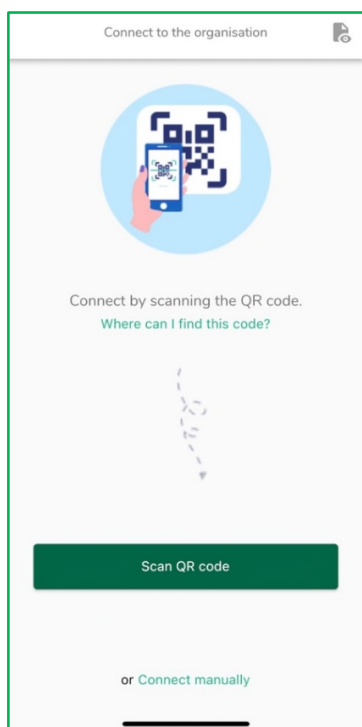 Connect to the organisation
Connect by scanning the QR code.
Where can I find this code?
Scan QR code
or Connect manually